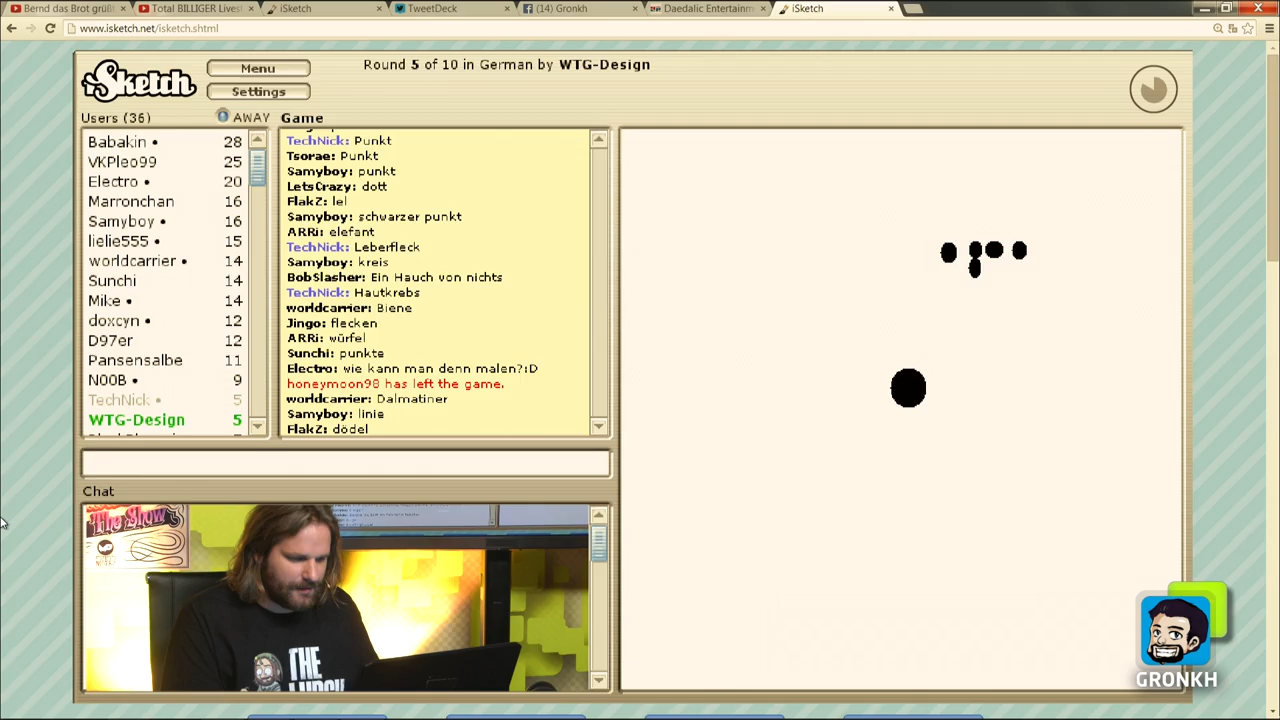 Bernd das Brot grüß
Total BILLIGER Livest
iSketch
TweetDeck
(14) Gronkh
Daedalic Entertainm
iSketch
www.isketch.net/isketch.shtml
iSketch
Menu
Settings
Round 5 of 10 in German by WTG-Design
Users (36)
AWAY
Game
Babakin • 28
VKPleo99 25
Electro • 20
Marronchan 16
Samyboy • 16
lielie555 • 15
worldcarrier • 14
Sunchi 14
Mike • 14
doxcyn • 12
D97er 12
Pansensalbe 11
N00B • 9
TechNick • 5
WTG-Design 5
TechNick: Punkt
Tsorae: Punkt
Samyboy: punkt
LetsCrazy: dott
FlakZ: lel
Samyboy: schwarzer punkt
ARRi: elefant
TechNick: Leberfleck
Samyboy: kreis
BobSlasher: Ein Hauch von nichts
TechNick: Hautkrebs
worldcarrier: Biene
Jingo: flecken
ARRi: würfel
Sunchi: punkte
Electro: wie kann man denn malen?:D
honeymoon98 has left the game.
worldcarrier: Dalmatiner
Samyboy: linie
FlakZ: dödel
Chat
The Show
THE
GRONKH